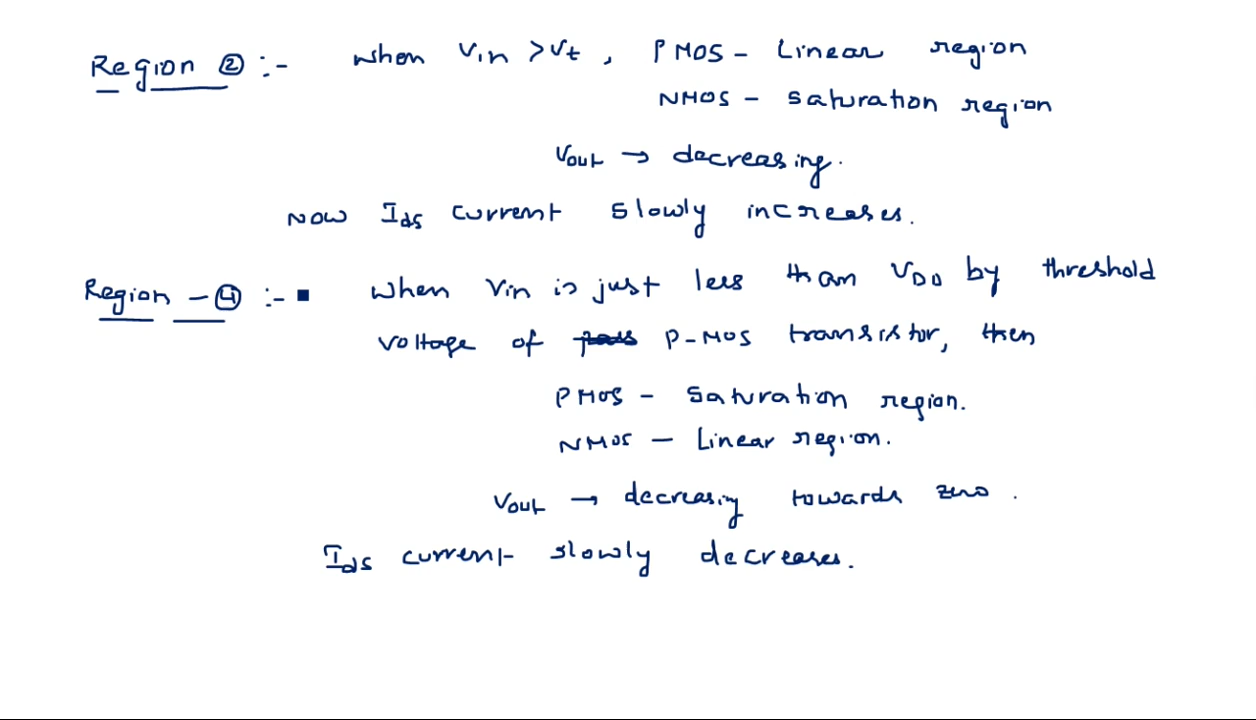 Region ② :- when Vin > Vt , PMOS - Linear region
NMOS - saturation region
Vout → decreasing.
Now Ids current slowly increases.
Region - ④ :- when Vin is just less than VDD by threshold
voltage of P-MOS transistor, then
PMOS - saturation region.
NMOS - Linear region.
Vout → decreasing towards zero .
Ids current slowly decreases.